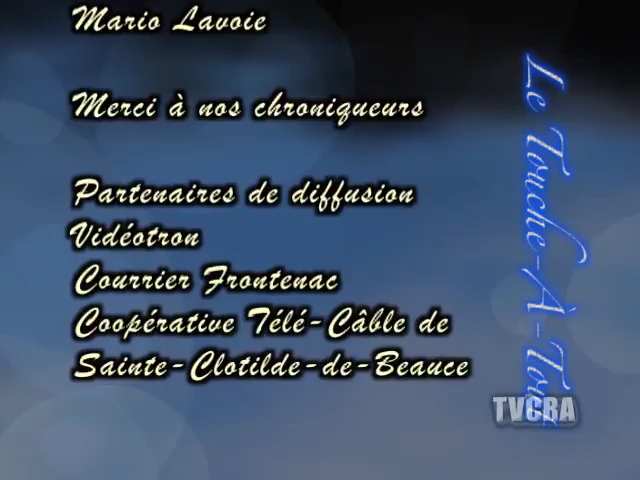 Mario Lavoie
Merci à nos chroniqueurs
Partenaires de diffusion
Vidéotron
Courrier Frontenac
Coopérative Télé-Câble de
Sainte-Clotilde-de-Beauce
Le Touche-À-Tout
TVCRA